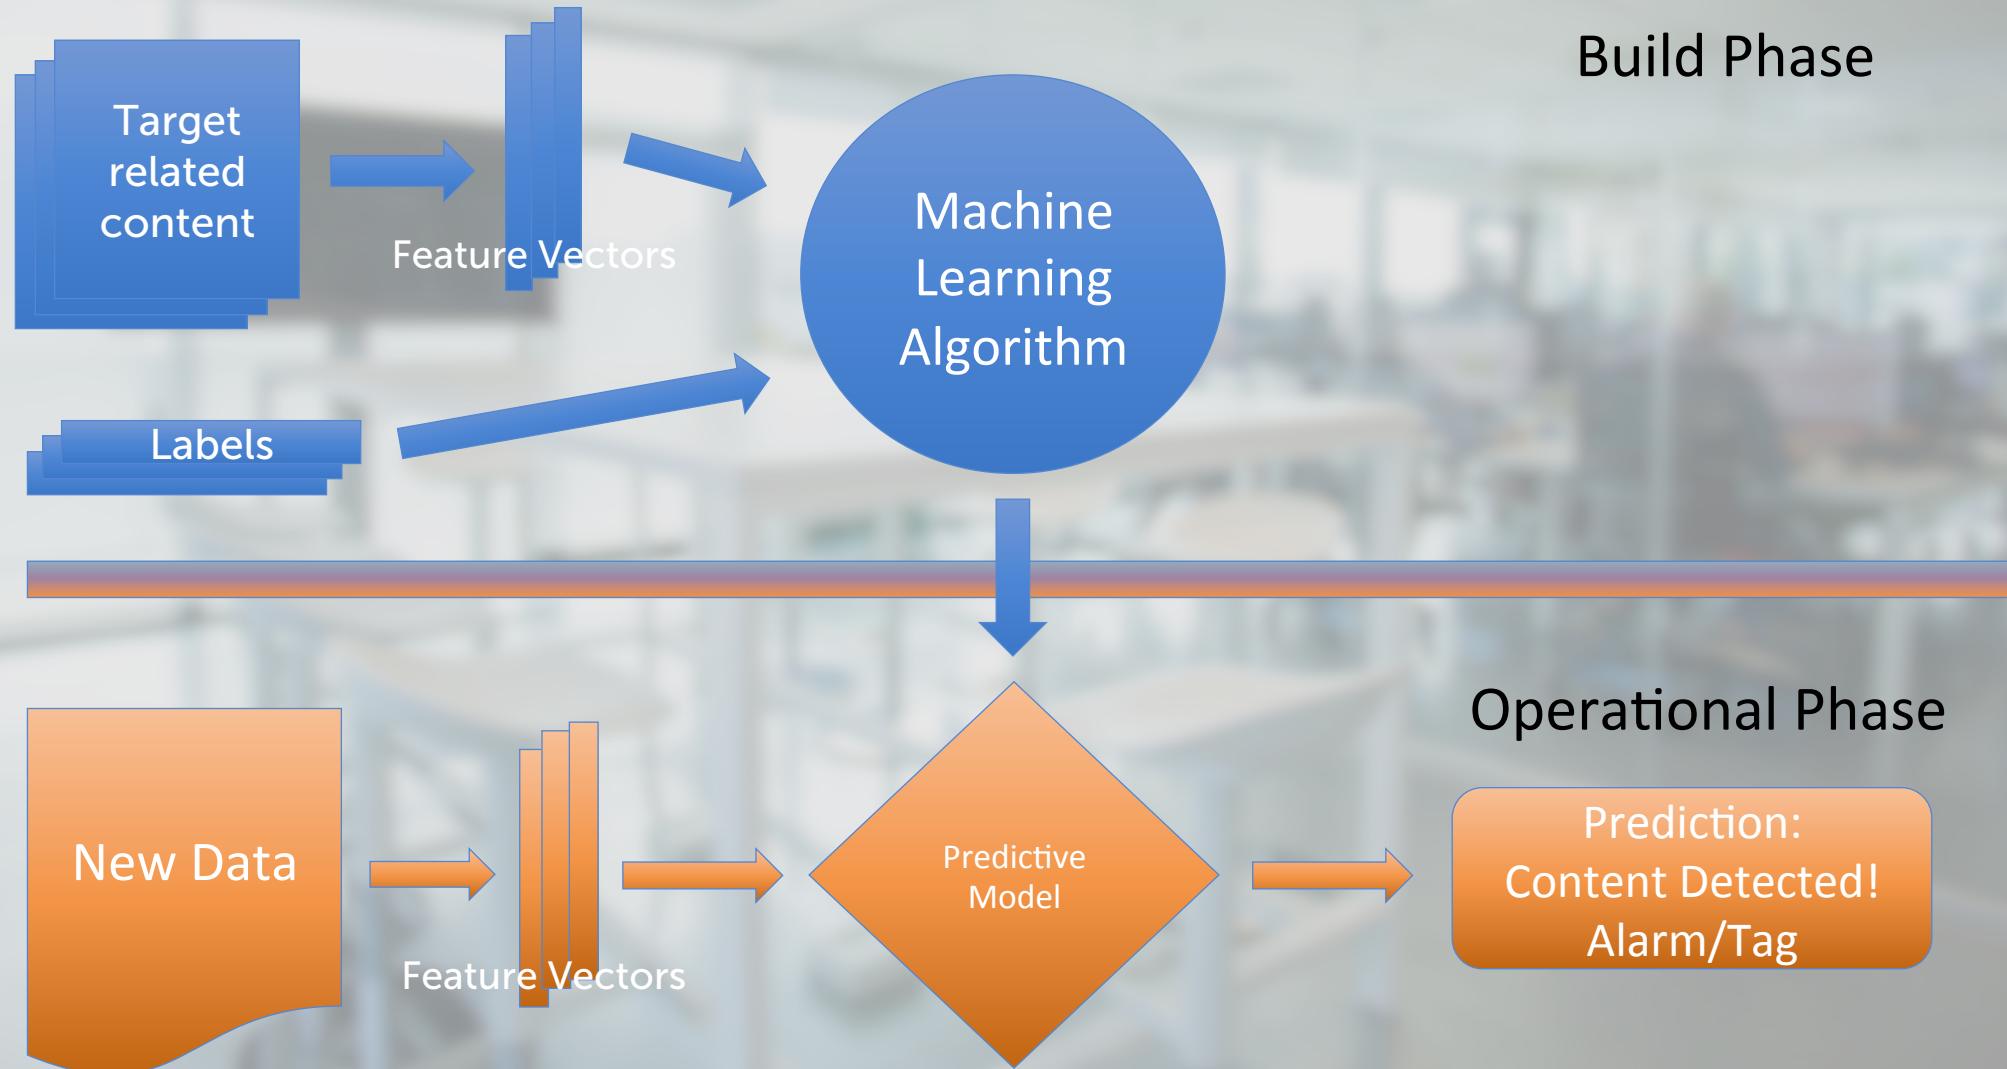 Build Phase
Target
related
content
Feature Vectors
Machine
Learning
Algorithm
Labels
Operational Phase
New Data
Feature Vectors
Predictive
Model
Prediction:
Content Detected!
Alarm/Tag